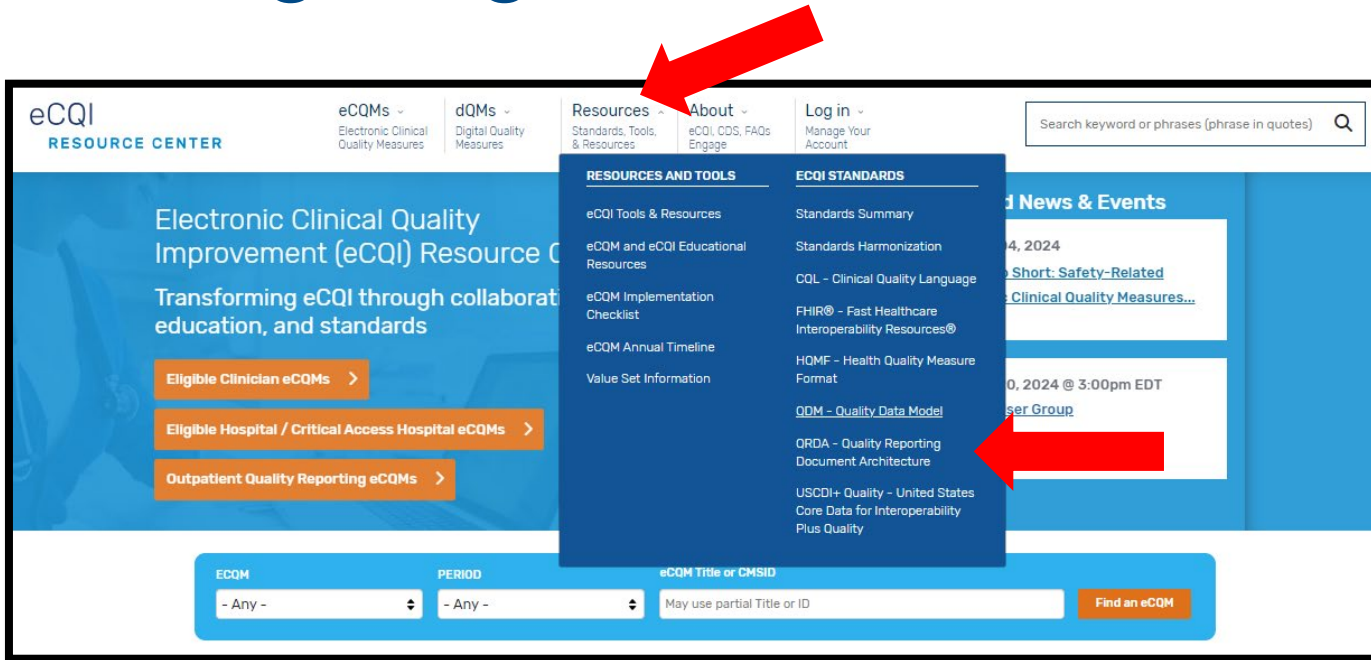 eCQI
RESOURCE CENTER
eCQMs
Electronic Clinical
Quality Measures
dQMs
Digital Quality
Measures
Resources
Standards, Tools,
& Resources
About
eCQI, CDS, FAQs
Engage
Log in
Manage Your
Account
Search keyword or phrases (phrase in quotes)
RESOURCES AND TOOLS
eCQI Tools & Resources
eCQM and eCQI Educational
Resources
eCQM Implementation
Checklist
eCQM Annual Timeline
Value Set Information
ECQI STANDARDS
Standards Summary
Standards Harmonization
CQL - Clinical Quality Language
FHIR® - Fast Healthcare
Interoperability Resources®
HQMF - Health Quality Measure
Format
QDM - Quality Data Model
QRDA - Quality Reporting
Document Architecture
USCDI+ Quality - United States
Core Data for Interoperability
Plus Quality
Electronic Clinical Quality
Improvement (eCQI) Resource C
Transforming eCQI through collaborati
education, and standards
Eligible Clinician eCQMs
Eligible Hospital / Critical Access Hospital eCQMs
Outpatient Quality Reporting eCQMs
d News & Events
4, 2024
Short: Safety-Related
Clinical Quality Measures...
0, 2024 @ 3:00pm EDT
ser Group
ECQM
- Any -
PERIOD
- Any -
eCQM Title or CMSID
May use partial Title or ID
Find an eCQM